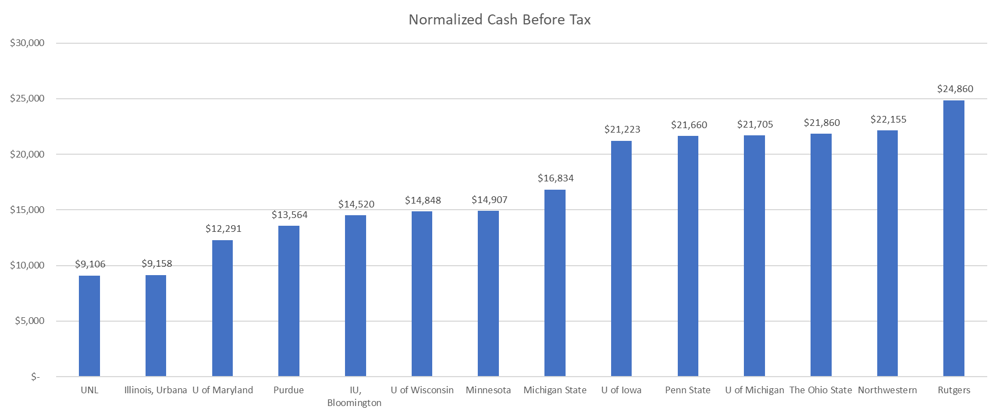 Normalized Cash Before Tax
$30,000
$25,000
$20,000
$15,000
$10,000
$5,000
$-
$9,106
$9,158
$12,291
$13,564
$14,520
$14,848
$14,907
$16,834
$21,223
$21,660
$21,705
$21,860
$22,155
$24,860
UNL
Illinois, Urbana
U of Maryland
Purdue
IU,
Bloomington
U of Wisconsin
Minnesota
Michigan State
U of Iowa
Penn State
U of Michigan
The Ohio State
Northwestern
Rutgers